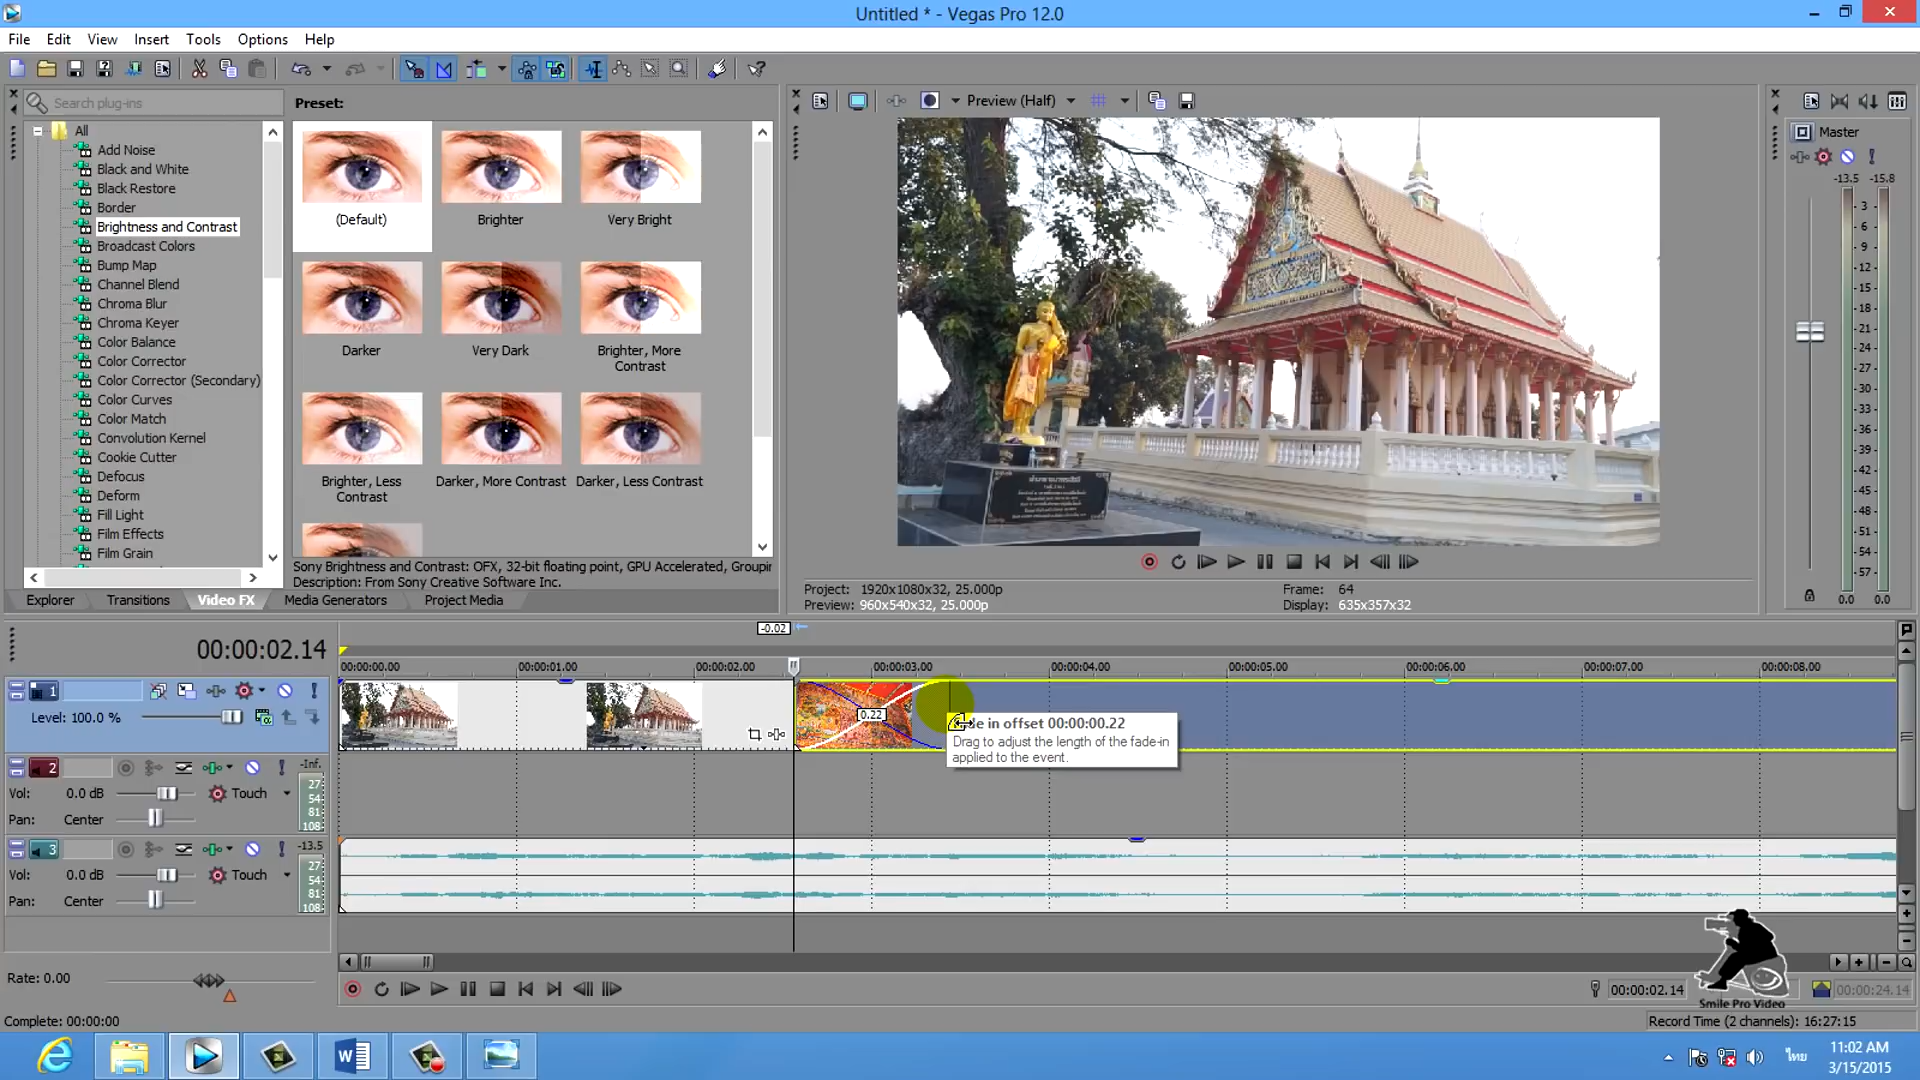 Untitled * - Vegas Pro 12.0
File Edit View Insert Tools Options Help
Search plug-ins
All
Add Noise
Black and White
Black Restore
Border
Brightness and Contrast
Broadcast Colors
Bump Map
Channel Blend
Chroma Blur
Chroma Keyer
Color Balance
Color Corrector
Color Corrector (Secondary)
Color Curves
Color Match
Convolution Kernel
Cookie Cutter
Defocus
Deform
Fill Light
Film Effects
Film Grain
Preset:
(Default) Brighter Very Bright
Darker Very Dark Brighter, More Contrast
Brighter, Less Contrast Darker, More Contrast Darker, Less Contrast
Sony Brightness and Contrast: OFX, 32-bit floating point, GPU Accelerated, Groupin
Description: From Sony Creative Software Inc.
Explorer Transitions Video FX Media Generators Project Media
Preview (Half)
Project: 1920x1080x32, 25.000p
Preview: 960x540x32, 25.000p
Frame: 64
Display: 635x357x32
Master
-13.5 -15.8
3
6
9
12
15
18
21
24
27
30
33
36
39
42
45
48
51
54
57
0.0 0.0
00:00:02.14
-0.02
00:00:00.00 00:00:01.00 00:00:02.00 00:00:03.00 00:00:04.00 00:00:05.00 00:00:06.00 00:00:07.00 00:00:08.00
1
Level: 100.0 %
0.22
in offset 00:00:00.22
Drag to adjust the length of the fade-in
applied to the event.
2
-Inf.
Vol: 0.0 dB Touch
Pan: Center
27
54
81
108
3
-13.5
Vol: 0.0 dB Touch
Pan: Center
27
54
81
108
Rate: 0.00
00:00:02.14
00:00:24.14
Smile Pro Video
Complete: 00:00:00
Record Time (2 channels): 16:27:15
ไทย
11:02 AM
3/15/2015